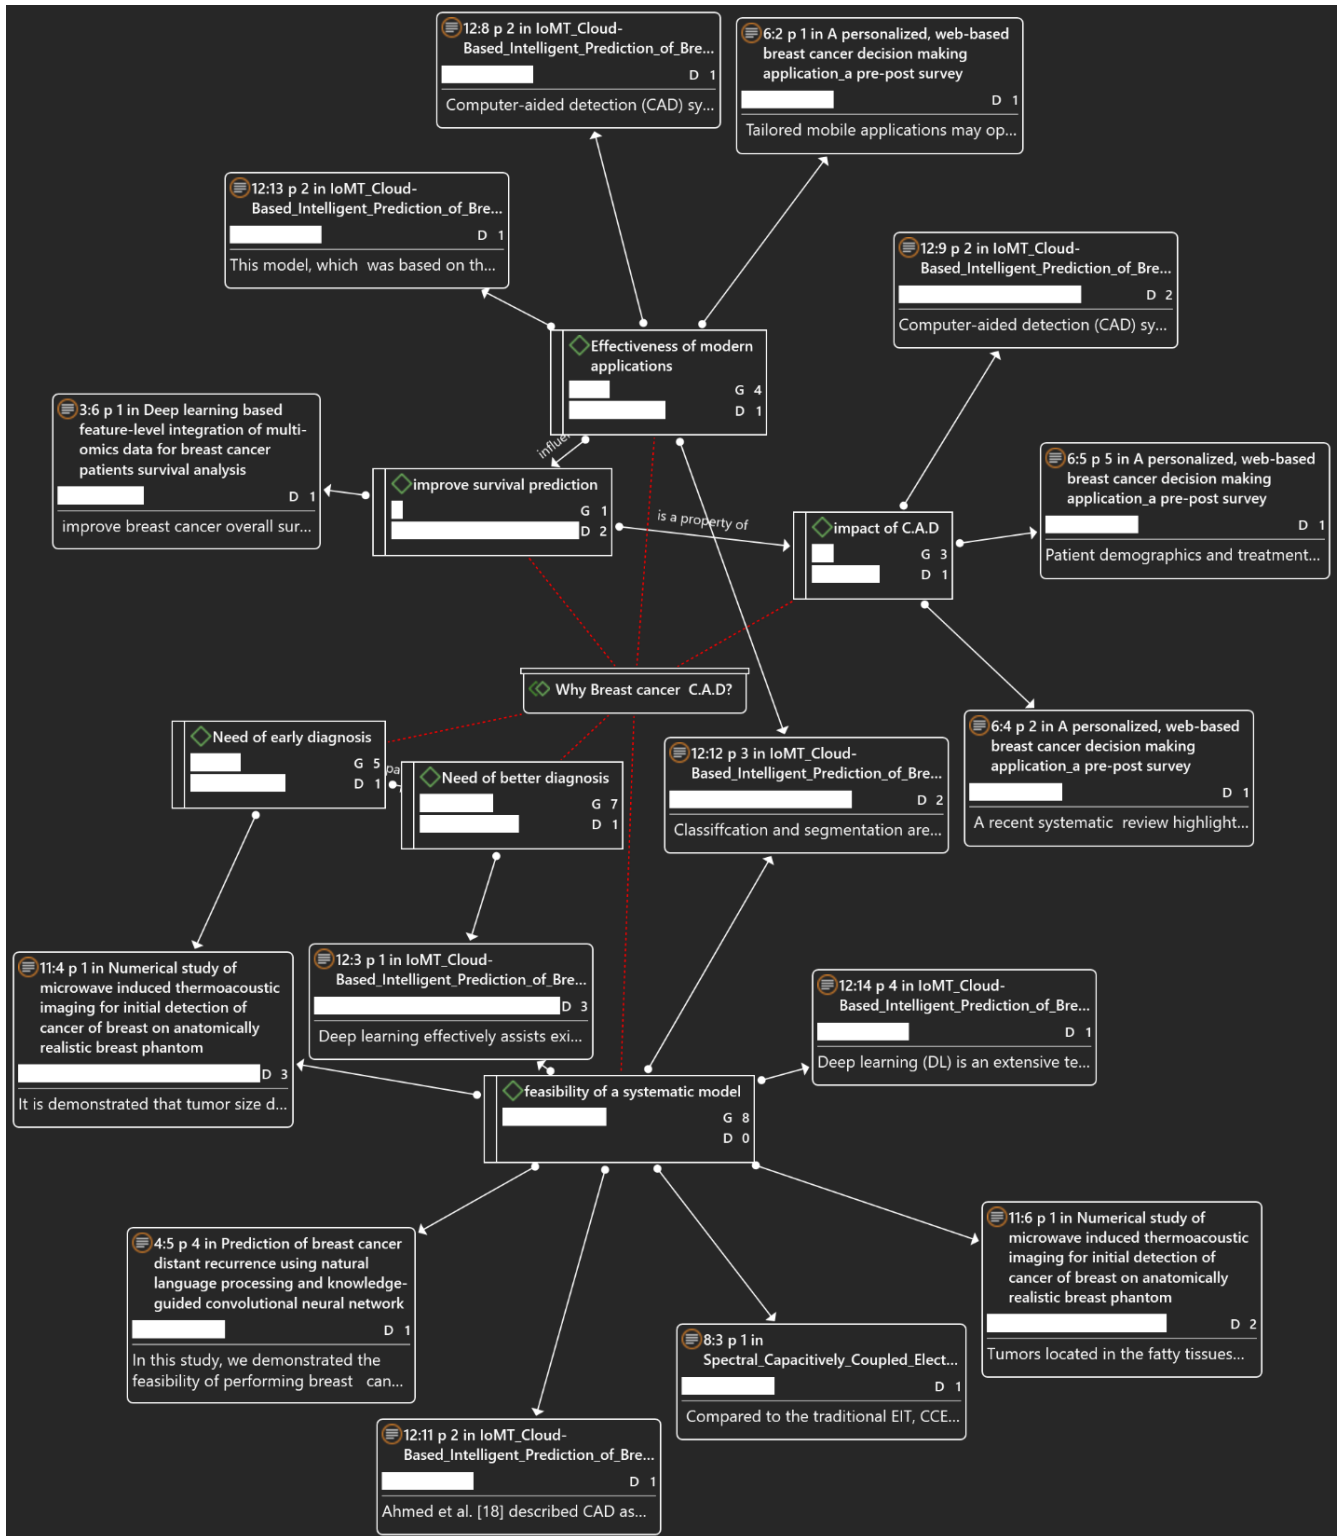 12:8 p 2 in IoMT_Cloud-
Based_Intelligent_Prediction_of_Bre...
D 1
Computer-aided detection (CAD) sy...
6:2 p 1 in A personalized, web-based
breast cancer decision making
application_a pre-post survey
D 1
Tailored mobile applications may op...
12:13 p 2 in IoMT_Cloud-
Based_Intelligent_Prediction_of_Bre...
D 1
This model, which was based on th...
12:9 p 2 in IoMT_Cloud-
Based_Intelligent_Prediction_of_Bre...
D 2
Computer-aided detection (CAD) sy...
Effectiveness of modern
applications
G 4
D 1
3:6 p 1 in Deep learning based
feature-level integration of multi-
omics data for breast cancer
patients survival analysis
D 1
improve breast cancer overall sur...
improve survival prediction
G 1
D 2
is a property of
6:5 p 5 in A personalized, web-based
breast cancer decision making
application_a pre-post survey
D 1
Patient demographics and treatment...
impact of C.A.D
G 3
D 1
Why Breast cancer C.A.D?
Need of early diagnosis
G 5
D 1
Need of better diagnosis
G 7
D 1
12:12 p 3 in IoMT_Cloud-
Based_Intelligent_Prediction_of_Bre...
D 2
Classiffcation and segmentation are...
6:4 p 2 in A personalized, web-based
breast cancer decision making
application_a pre-post survey
D 1
A recent systematic review highlight...
11:4 p 1 in Numerical study of
microwave induced thermoacoustic
imaging for initial detection of
cancer of breast on anatomically
realistic breast phantom
D 3
It is demonstrated that tumor size d...
12:3 p 1 in IoMT_Cloud-
Based_Intelligent_Prediction_of_Bre...
D 3
Deep learning effectively assists exi...
12:14 p 4 in IoMT_Cloud-
Based_Intelligent_Prediction_of_Bre...
D 1
Deep learning (DL) is an extensive te...
feasibility of a systematic model
G 8
D 0
4:5 p 4 in Prediction of breast cancer
distant recurrence using natural
language processing and knowledge-
guided convolutional neural network
D 1
In this study, we demonstrated the
feasibility of performing breast can...
11:6 p 1 in Numerical study of
microwave induced thermoacoustic
imaging for initial detection of
cancer of breast on anatomically
realistic breast phantom
D 2
Tumors located in the fatty tissues...
8:3 p 1 in
Spectral_Capacitively_Coupled_Elect...
D 1
Compared to the traditional EIT, CCE...
12:11 p 2 in IoMT_Cloud-
Based_Intelligent_Prediction_of_Bre...
D 1
Ahmed et al. [18] described CAD as...